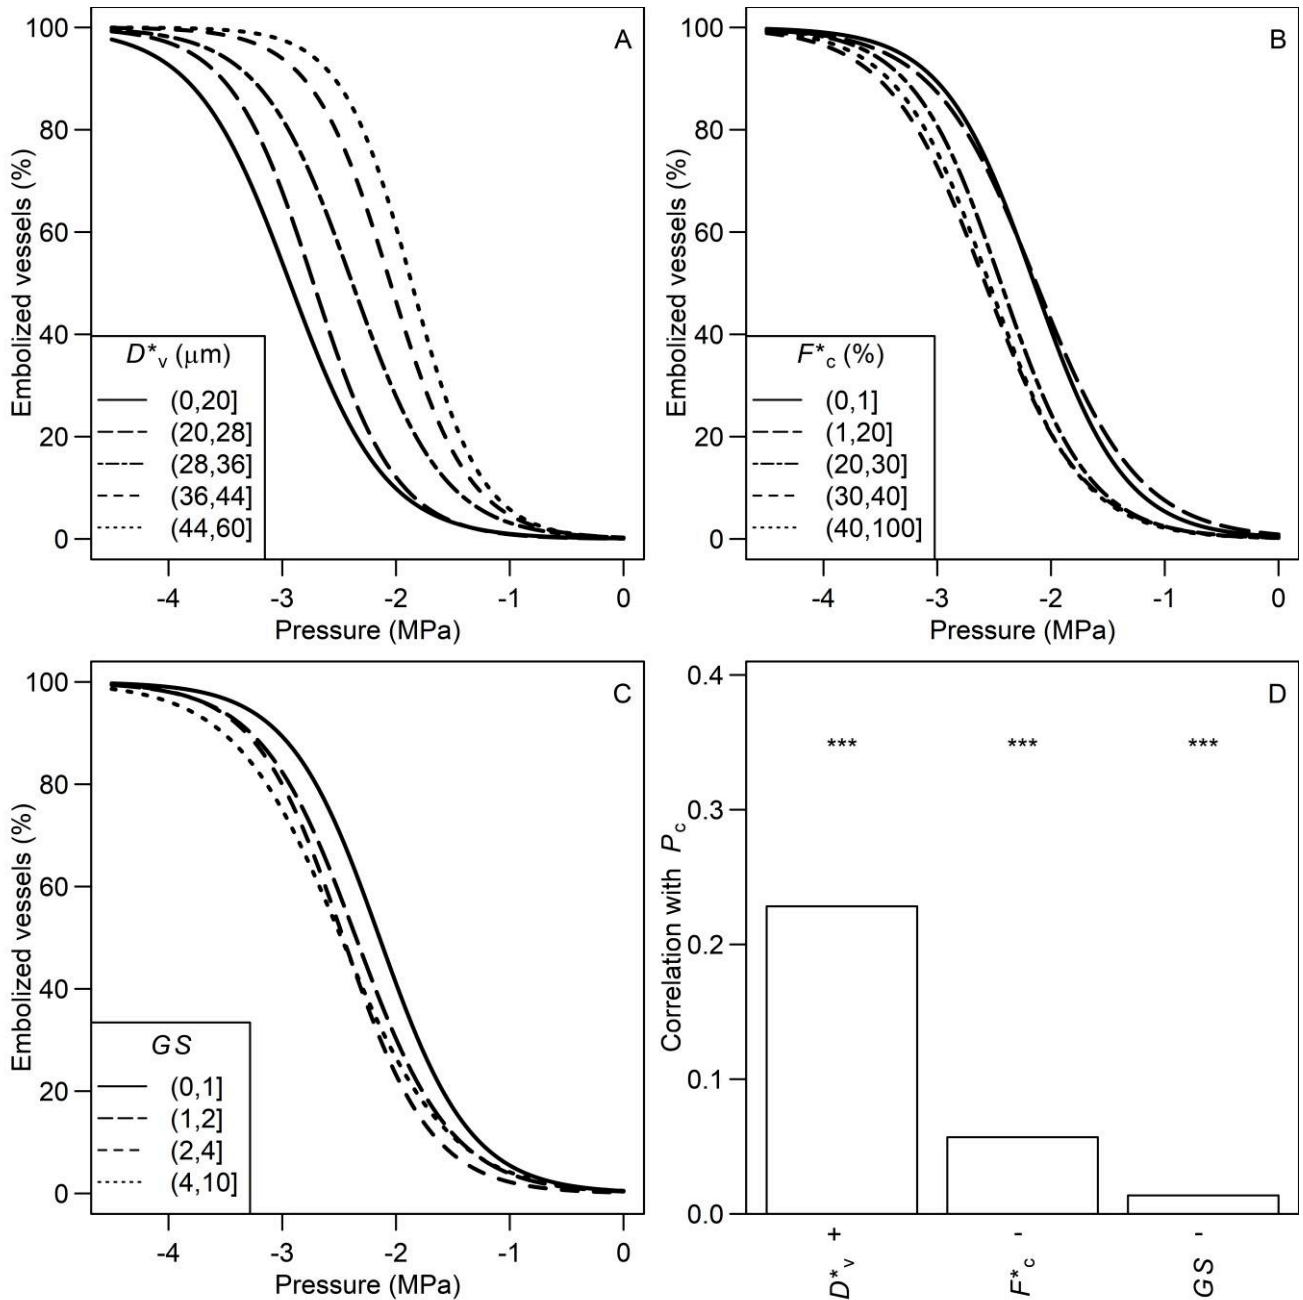 A
Embolized vessels (%)
100
80
60
40
20
0
D*v (μm)
(0,20]
(20,28]
(28,36]
(36,44]
(44,60]
-4 -3 -2 -1 0
Pressure (MPa)
B
Embolized vessels (%)
100
80
60
40
20
0
F*c (%)
(0,1]
(1,20]
(20,30]
(30,40]
(40,100]
-4 -3 -2 -1 0
Pressure (MPa)
C
Embolized vessels (%)
100
80
60
40
20
0
GS
(0,1]
(1,2]
(2,4]
(4,10]
-4 -3 -2 -1 0
Pressure (MPa)
D
Correlation with Pc
0.4
0.3
0.2
0.1
0.0
*** *** ***
+ - -
D*v F*c GS